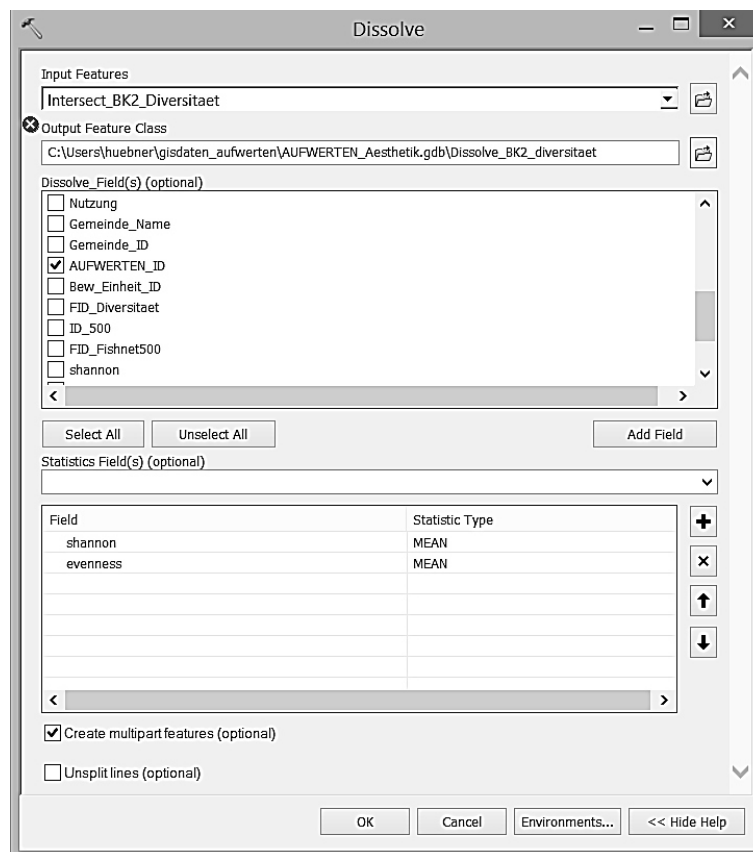 Dissolve
Input Features
Intersect_BK2_Diversitaet
Output Feature Class
C:\Users\huebner\gisdaten_aufwerten\AUFWERTEN_Aesthetik.gdb\Dissolve_BK2_diversitaet
Dissolve_Field(s) (optional)
Nutzung
Gemeinde_Name
Gemeinde_ID
AUFWERTEN_ID
Bew_Einheit_ID
FID_Diversitaet
ID_500
FID_Fishnet500
shannon
Select All Unselect All Add Field
Statistics Field(s) (optional)
Field Statistic Type
shannon MEAN
evenness MEAN
Create multipart features (optional)
Unsplit lines (optional)
OK Cancel Environments... << Hide Help